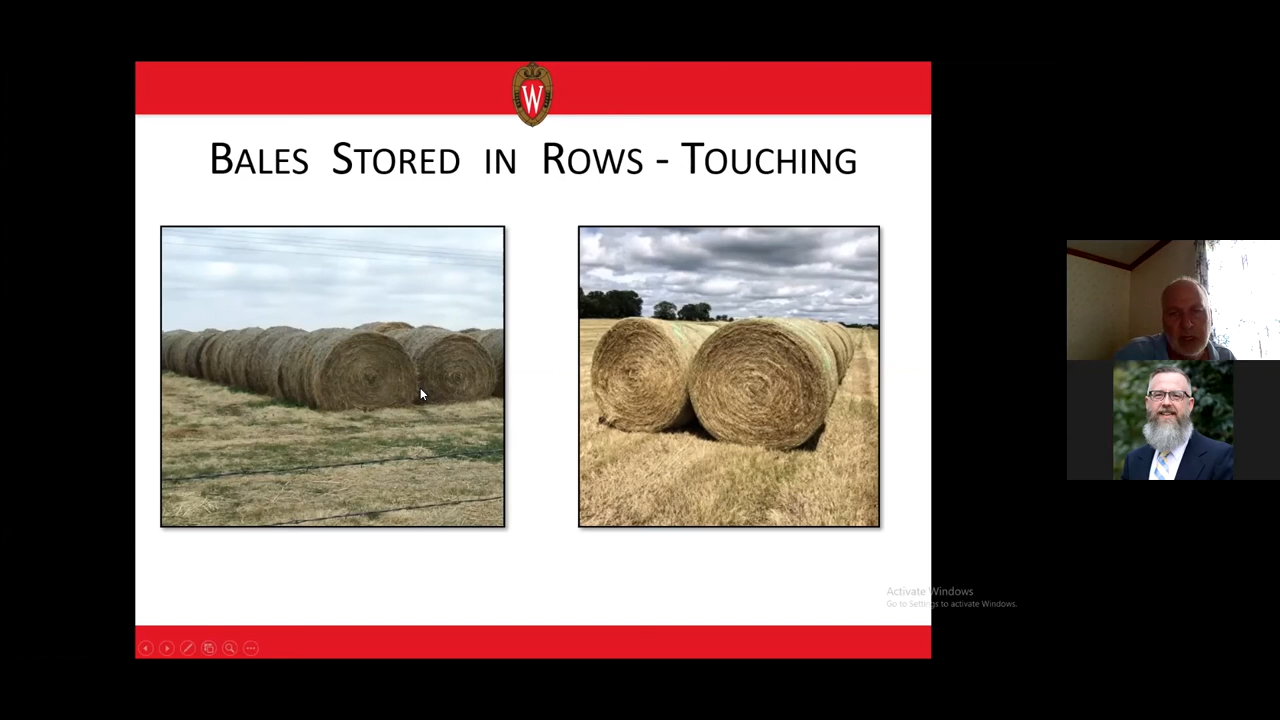 W
BALES STORED IN ROWS - TOUCHING
Activate Windows
Go to Settings to activate Windows.